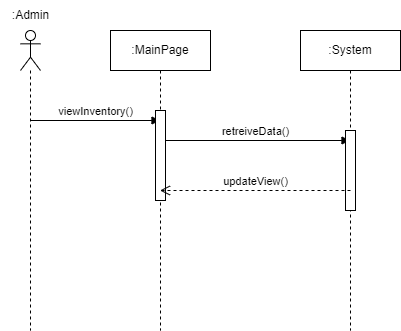 :Admin
:MainPage
:System
viewInventory()
retreiveData()
updateView()